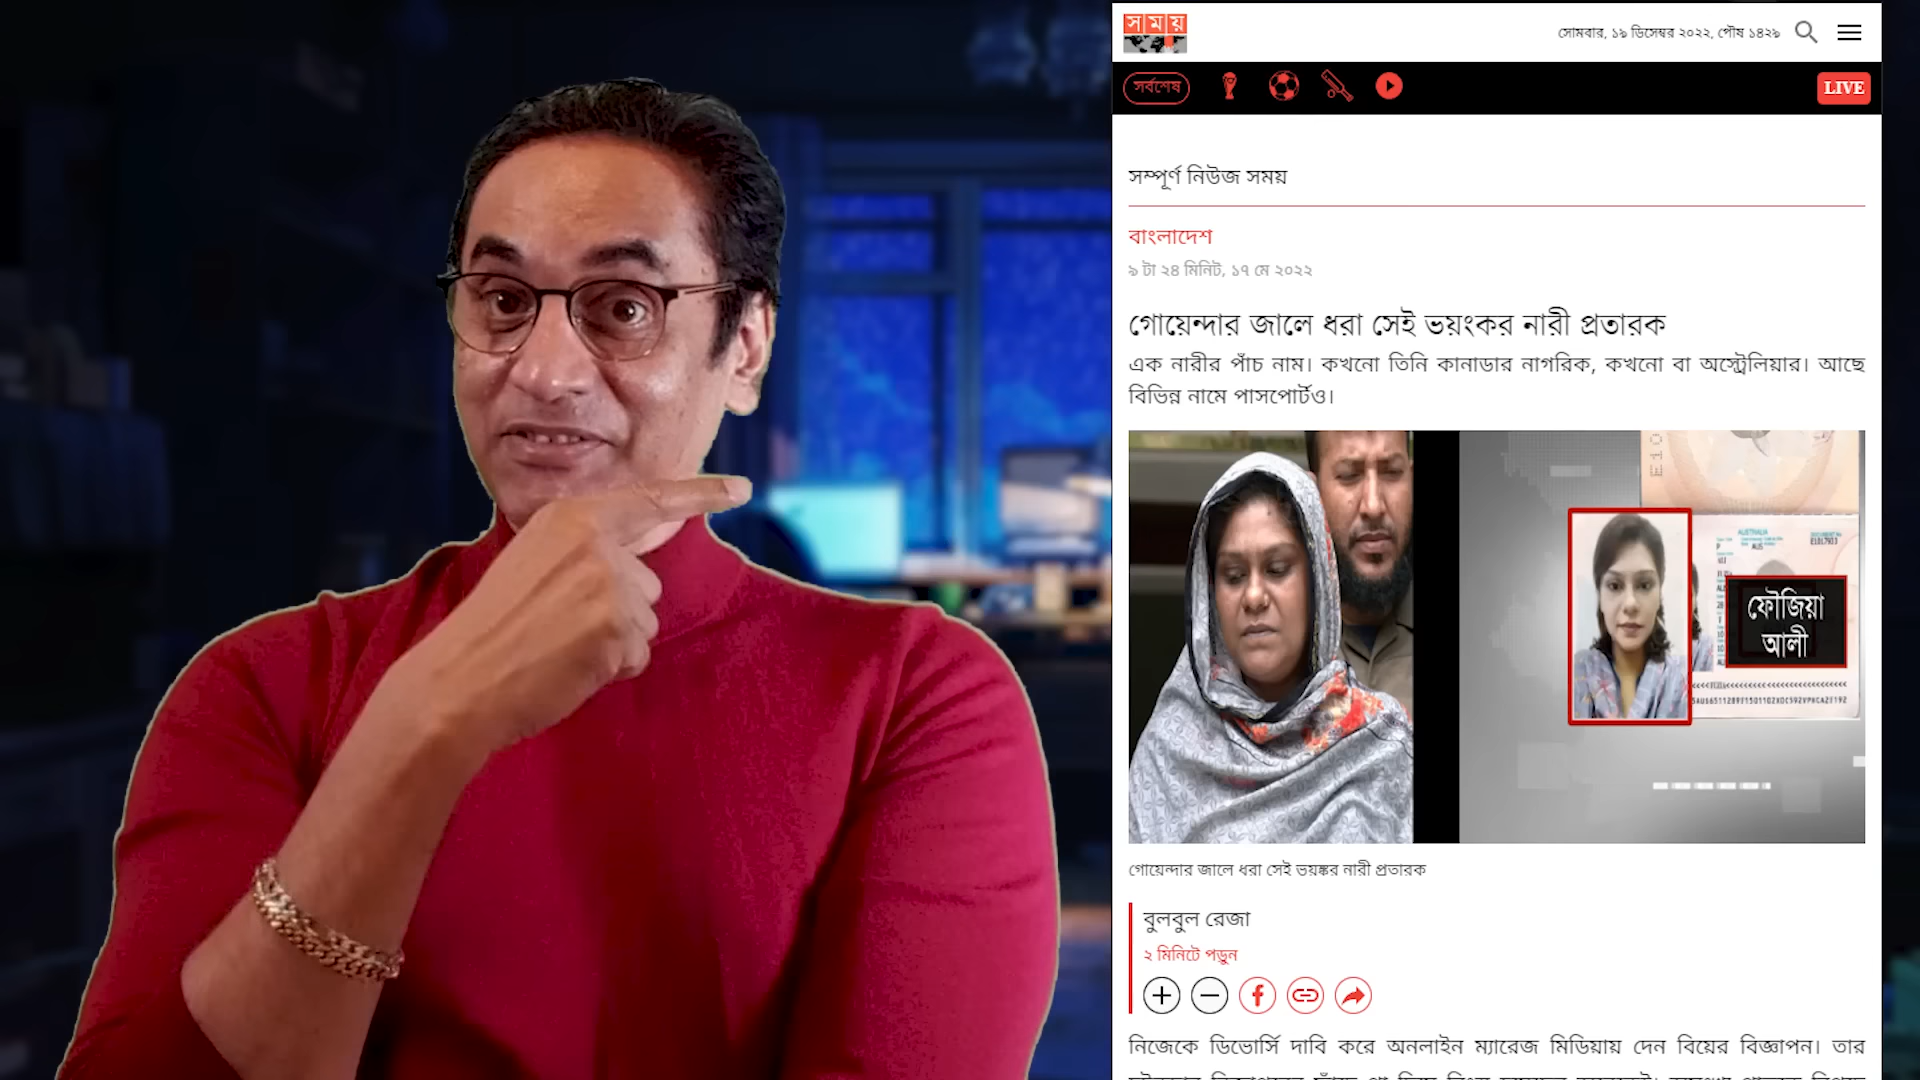 সময়
সোমবার, ১৯ ডিসেম্বর ২০২২, পৌষ ১৪২৯
সর্বশেষ
LIVE
সম্পূর্ণ নিউজ সময়
বাংলাদেশ
৯ টা ২৪ মিনিট, ১৭ মে ২০২২
গোয়েন্দার জালে ধরা সেই ভয়ংকর নারী প্রতারক
এক নারীর পাঁচ নাম। কখনো তিনি কানাডার নাগরিক, কখনো বা অস্ট্রেলিয়ার। আছে
বিভিন্ন নামে পাসপোর্টও।
AUSTRALIA
AUS
ফৌজিয়া
আলী
গোয়েন্দার জালে ধরা সেই ভয়ঙ্কর নারী প্রতারক
বুলবুল রেজা
২ মিনিটে পড়ুন
নিজেকে ডিভোর্সি দাবি করে অনলাইন ম্যারেজ মিডিয়ায় দেন বিয়ের বিজ্ঞাপন। তার